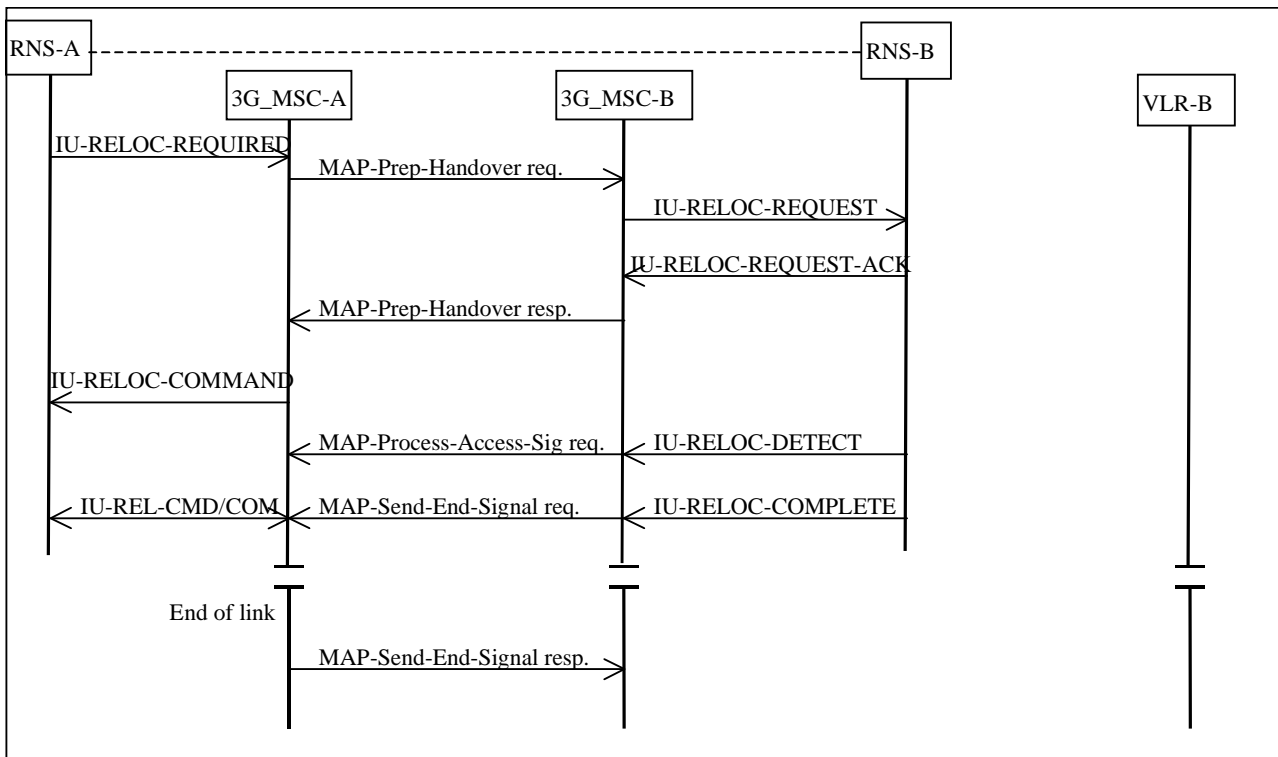 RNS-A
RNS-B
3G_MSC-A
3G_MSC-B
VLR-B
IU-RELOC-REQUIRED
MAP-Prep-Handover req.
IU-RELOC-REQUEST
IU-RELOC-REQUEST-ACK
MAP-Prep-Handover resp.
IU-RELOC-COMMAND
MAP-Process-Access-Sig req.
IU-RELOC-DETECT
IU-REL-CMD/COM
MAP-Send-End-Signal req.
IU-RELOC-COMPLETE
End of link
MAP-Send-End-Signal resp.